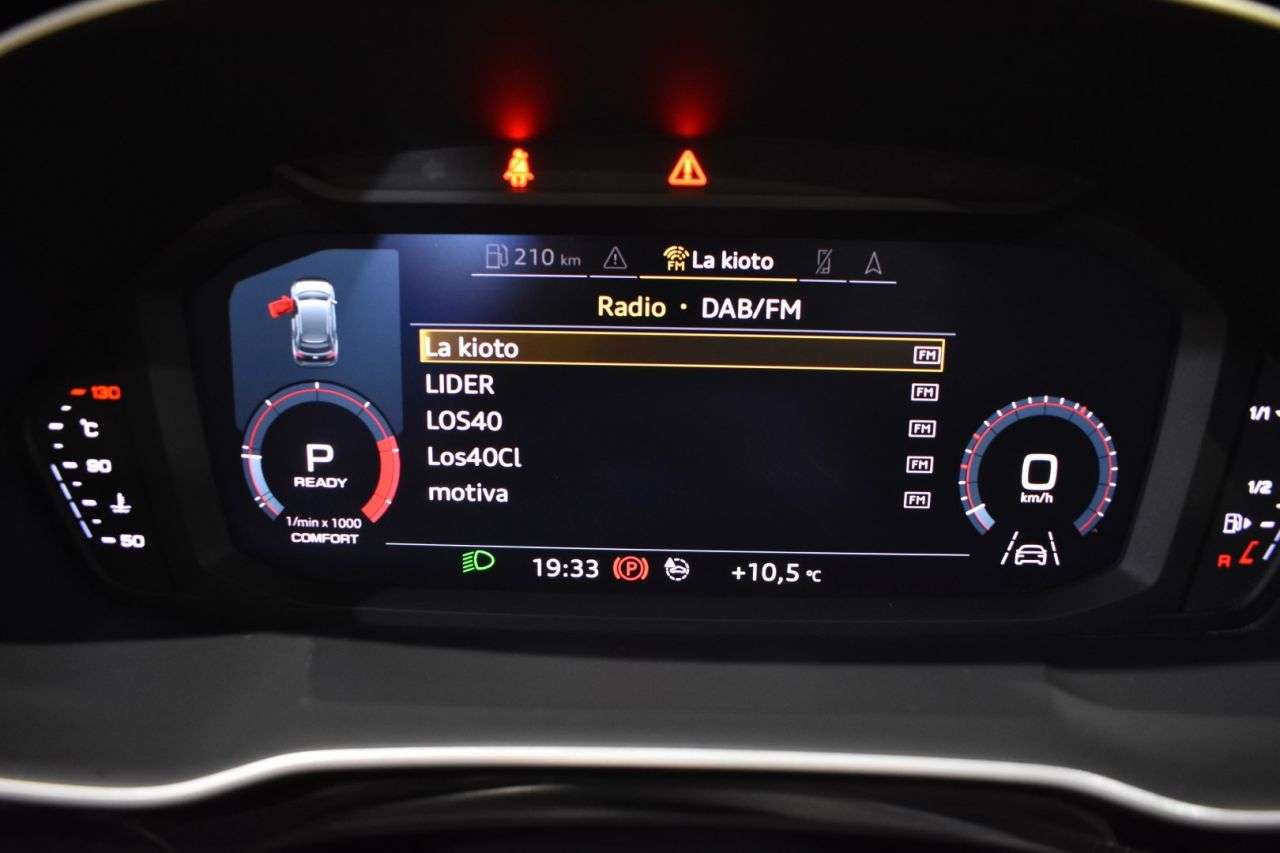 210 km
FM La kioto
Radio • DAB/FM
La kioto FM
LIDER FM
LOS40 FM
Los40Cl FM
motiva FM
130
°C
90
50
P
READY
1/min x 1000
COMFORT
0
km/h
1/1
1/2
R
19:33 P +10,5 °C